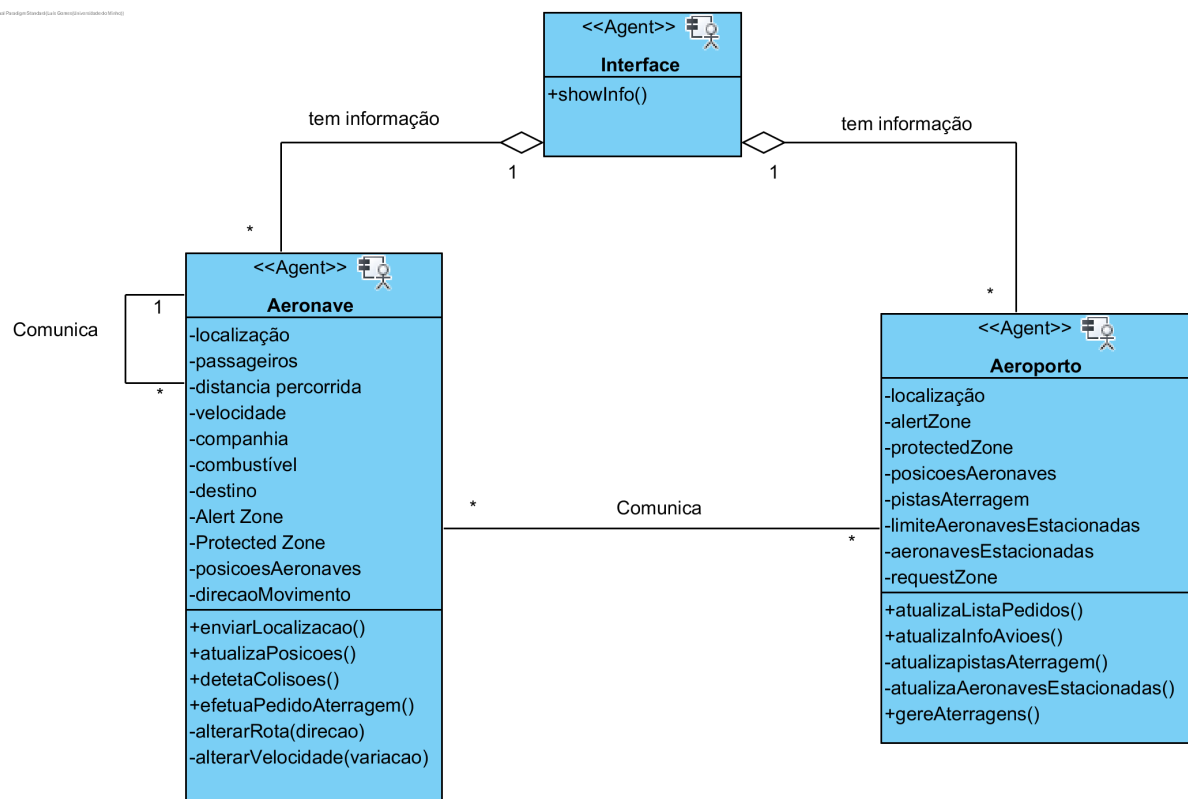 <<Agent>>
Interface
+showInfo()
tem informação
tem informação
1
1
*
*
<<Agent>>
Aeronave
-localização
-passageiros
-distancia percorrida
-velocidade
-companhia
-combustível
-destino
-Alert Zone
-Protected Zone
-posicoesAeronaves
-direcaoMovimento
+enviarLocalizacao()
+atualizaPosicoes()
+detetaColisoes()
+efetuaPedidoAterragem()
-alterarRota(direcao)
-alterarVelocidade(variacao)
1
Comunica
*
*
Comunica
*
<<Agent>>
Aeroporto
-localização
-alertZone
-protectedZone
-posicoesAeronaves
-pistasAterragem
-limiteAeronavesEstacionadas
-aeronavesEstacionadas
-requestZone
+atualizaListaPedidos()
+atualizaInfoAvioes()
-atualizapistasAterragem()
-atualizaAeronavesEstacionadas()
+gereAterragens()